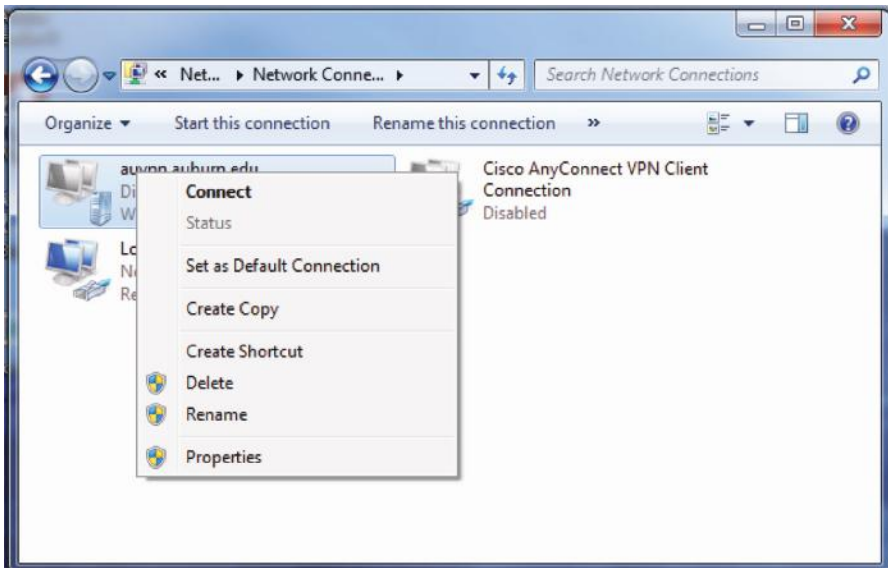 « Net... ▸ Network Conne... ▸
Search Network Connections
Organize ▾ Start this connection Rename this connection »
auvpn.auburn.edu
Cisco AnyConnect VPN Client
Connection
Disabled
Connect
Status
Set as Default Connection
Create Copy
Create Shortcut
Delete
Rename
Properties